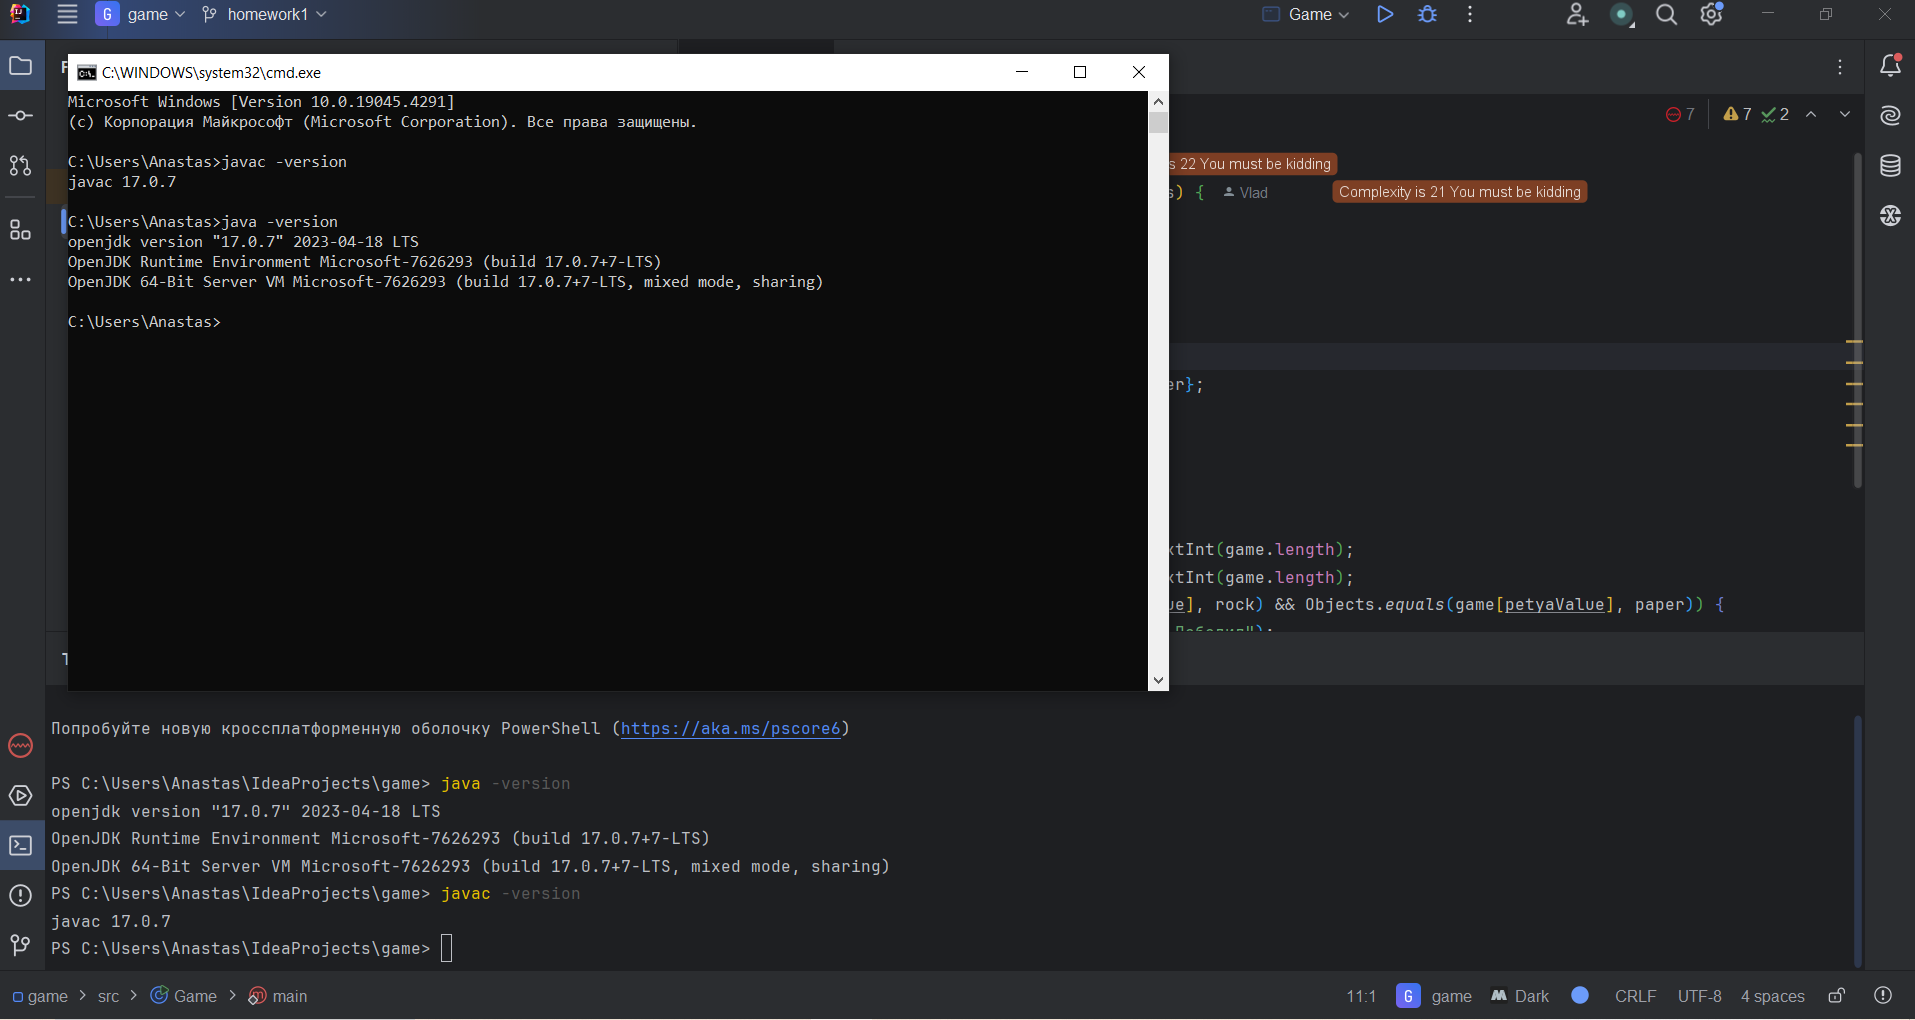 G game homework1 Game
C:\WINDOWS\system32\cmd.exe
Microsoft Windows [Version 10.0.19045.4291]
(c) Корпорация Майкрософт (Microsoft Corporation). Все права защищены.
7 7 2
C:\Users\Anastas>javac -version
s 22 You must be kidding
javac 17.0.7
s) { Vlad Complexity is 21 You must be kidding
C:\Users\Anastas>java -version
openjdk version "17.0.7" 2023-04-18 LTS
OpenJDK Runtime Environment Microsoft-7626293 (build 17.0.7+7-LTS)
OpenJDK 64-Bit Server VM Microsoft-7626293 (build 17.0.7+7-LTS, mixed mode, sharing)
C:\Users\Anastas>
er};
xtInt(game.length);
xtInt(game.length);
ue], rock) && Objects.equals(game[petyaValue], paper)) {
Попробуйте новую кроссплатформенную оболочку PowerShell (https://aka.ms/pscore6)
PS C:\Users\Anastas\IdeaProjects\game> java -version
openjdk version "17.0.7" 2023-04-18 LTS
OpenJDK Runtime Environment Microsoft-7626293 (build 17.0.7+7-LTS)
OpenJDK 64-Bit Server VM Microsoft-7626293 (build 17.0.7+7-LTS, mixed mode, sharing)
PS C:\Users\Anastas\IdeaProjects\game> javac -version
javac 17.0.7
PS C:\Users\Anastas\IdeaProjects\game>
game > src > Game > main 11:1 G game Dark CRLF UTF-8 4 spaces